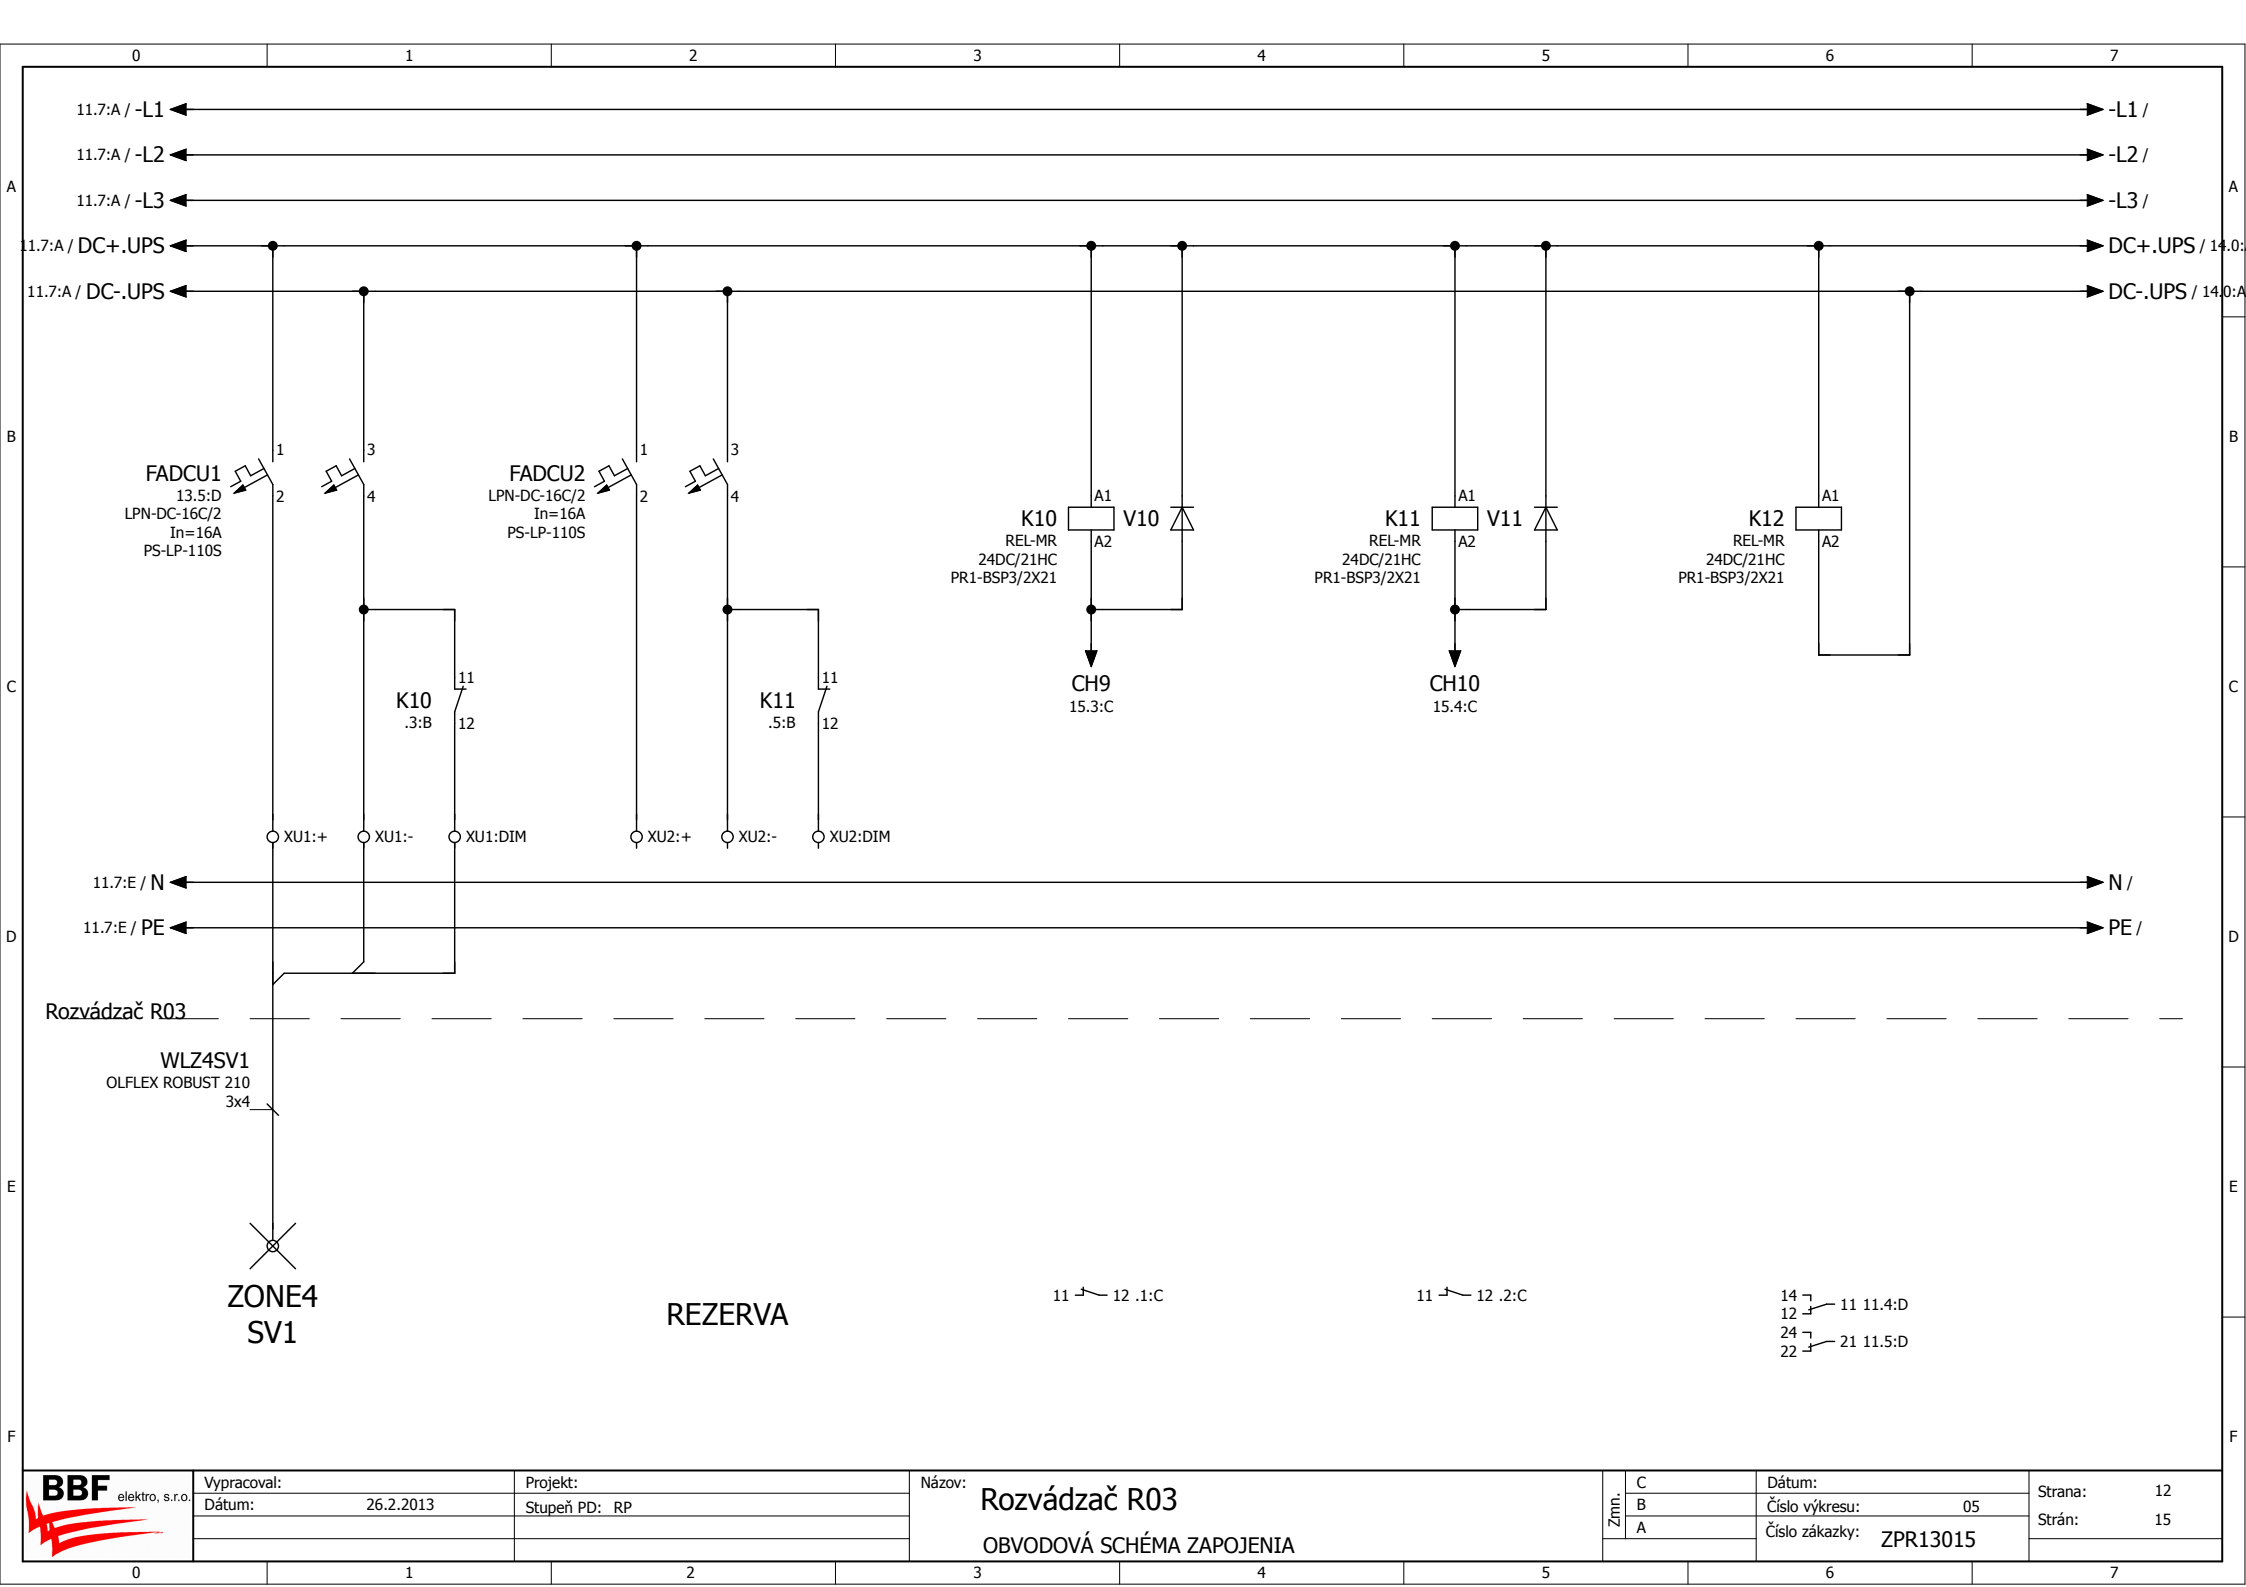 0 1 2 3 4 5 6 7
11.7:A / -L1 -L1 /
11.7:A / -L2 -L2 /
A A
11.7:A / -L3 -L3 /
11.7:A / DC+.UPS DC+.UPS / 14.0:
11.7:A / DC-.UPS DC-.UPS / 14.0:A
B B
1 3 1 3
FADCU1
13.5:D
LPN-DC-16C/2
In=16A
PS-LP-110S
2 4
FADCU2
LPN-DC-16C/2
In=16A
PS-LP-110S
2 4
A1
K10 V10
REL-MR A2
24DC/21HC
PR1-BSP3/2X21
A1
K11 V11
REL-MR A2
24DC/21HC
PR1-BSP3/2X21
A1
K12
REL-MR A2
24DC/21HC
PR1-BSP3/2X21
C C
11
K10
.3:B 12
11
K11
.5:B 12
CH9
15.3:C
CH10
15.4:C
XU1:+ XU1:- XU1:DIM XU2:+ XU2:- XU2:DIM
11.7:E / N N /
11.7:E / PE PE /
D D
Rozvádzač R03
WLZ4SV1
OLFLEX ROBUST 210
3x4
E E
ZONE4
SV1
REZERVA
11 12 .1:C
11 12 .2:C
14
12 11 11.4:D
24
22 21 11.5:D
F F
BBF elektro, s.r.o.
Vypracoval:
Dátum: 26.2.2013
Projekt:
Stupeň PD: RP
Názov: Rozvádzač R03
OBVODOVÁ SCHÉMA ZAPOJENIA
Zmn.
C
B
A
Dátum:
Číslo výkresu: 05
Číslo zákazky: ZPR13015
Strana: 12
Strán: 15
0 1 2 3 4 5 6 7